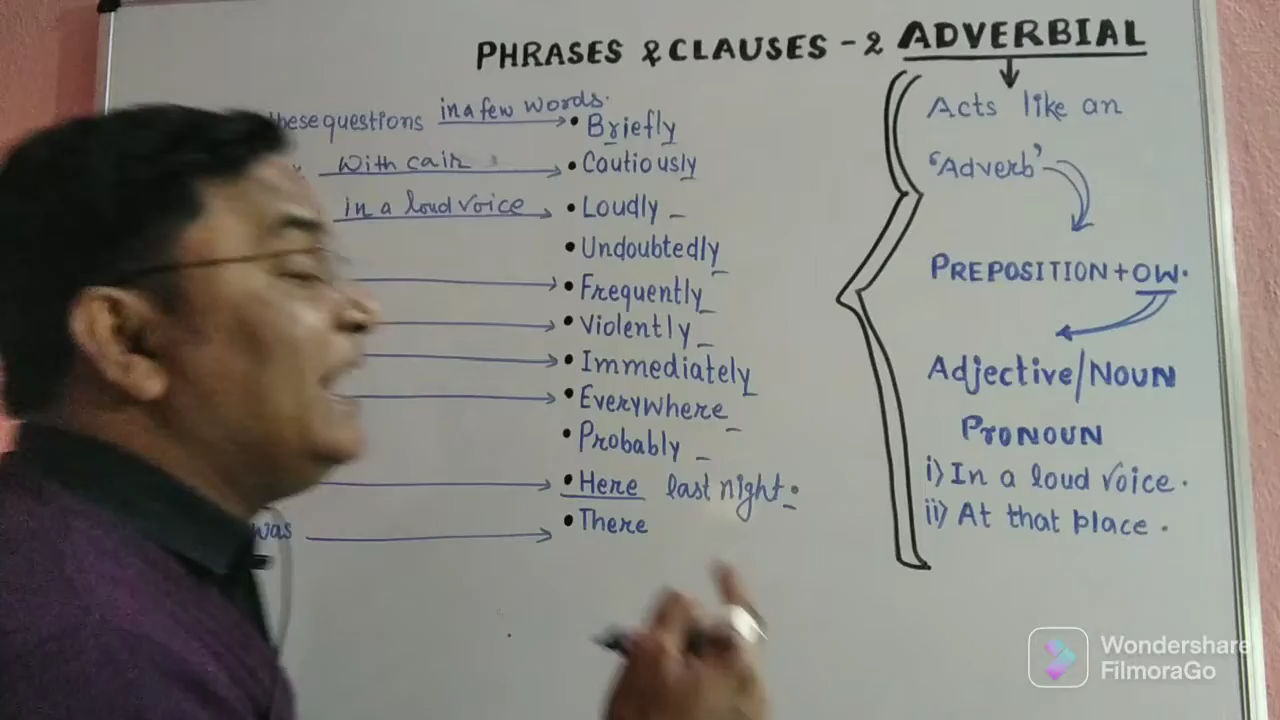 PHRASES & CLAUSES - 2 ADVERBIAL
these questions in a few words. • Briefly
With cair • Cautiously
in a loud voice • Loudly
• Undoubtedly
• Frequently
• Violently
• Immediately
• Everywhere
• Probably
• Here last night.
was • There
Acts like an
'Adverb'
PREPOSITION + OW.
Adjective/NOUN
PRONOUN
i) In a loud voice.
ii) At that place.
Wondershare
FilmoraGo